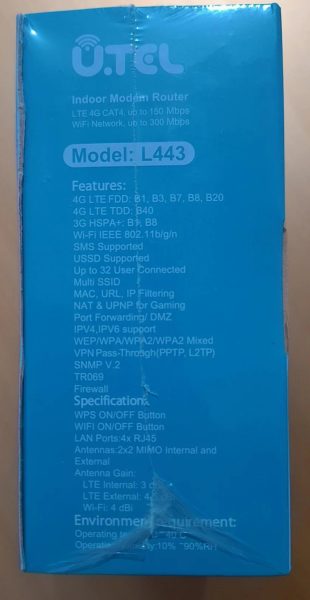 U.TEL
Indoor Modem Router
LTE 4G CAT4, up to 150 Mbps
WiFi Network, up to 300 Mbps
Model: L443
Features:
4G LTE FDD: B1, B3, B7, B8, B20
4G LTE TDD: B40
3G HSPA+: B1, B8
Wi-Fi IEEE 802.11b/g/n
SMS Supported
USSD Supported
Up to 32 User Connected
Multi SSID
MAC, URL, IP Filtering
NAT & UPNP for Gaming
Port Forwarding/ DMZ
IPV4,IPV6 support
WEP/WPA/WPA2/WPA2 Mixed
VPN Pass-Through(PPTP, L2TP)
SNMP V.2
TR069
Firewall
Specification:
WPS ON/OFF Button
WIFI ON/OFF Button
LAN Ports:4x RJ45
Antennas:2x2 MIMO Internal and
External
Antenna Gain:
LTE Internal: 3
LTE External:
Wi-Fi: 4 dBi
Environment
Operating
Operating 10% ~90%RH